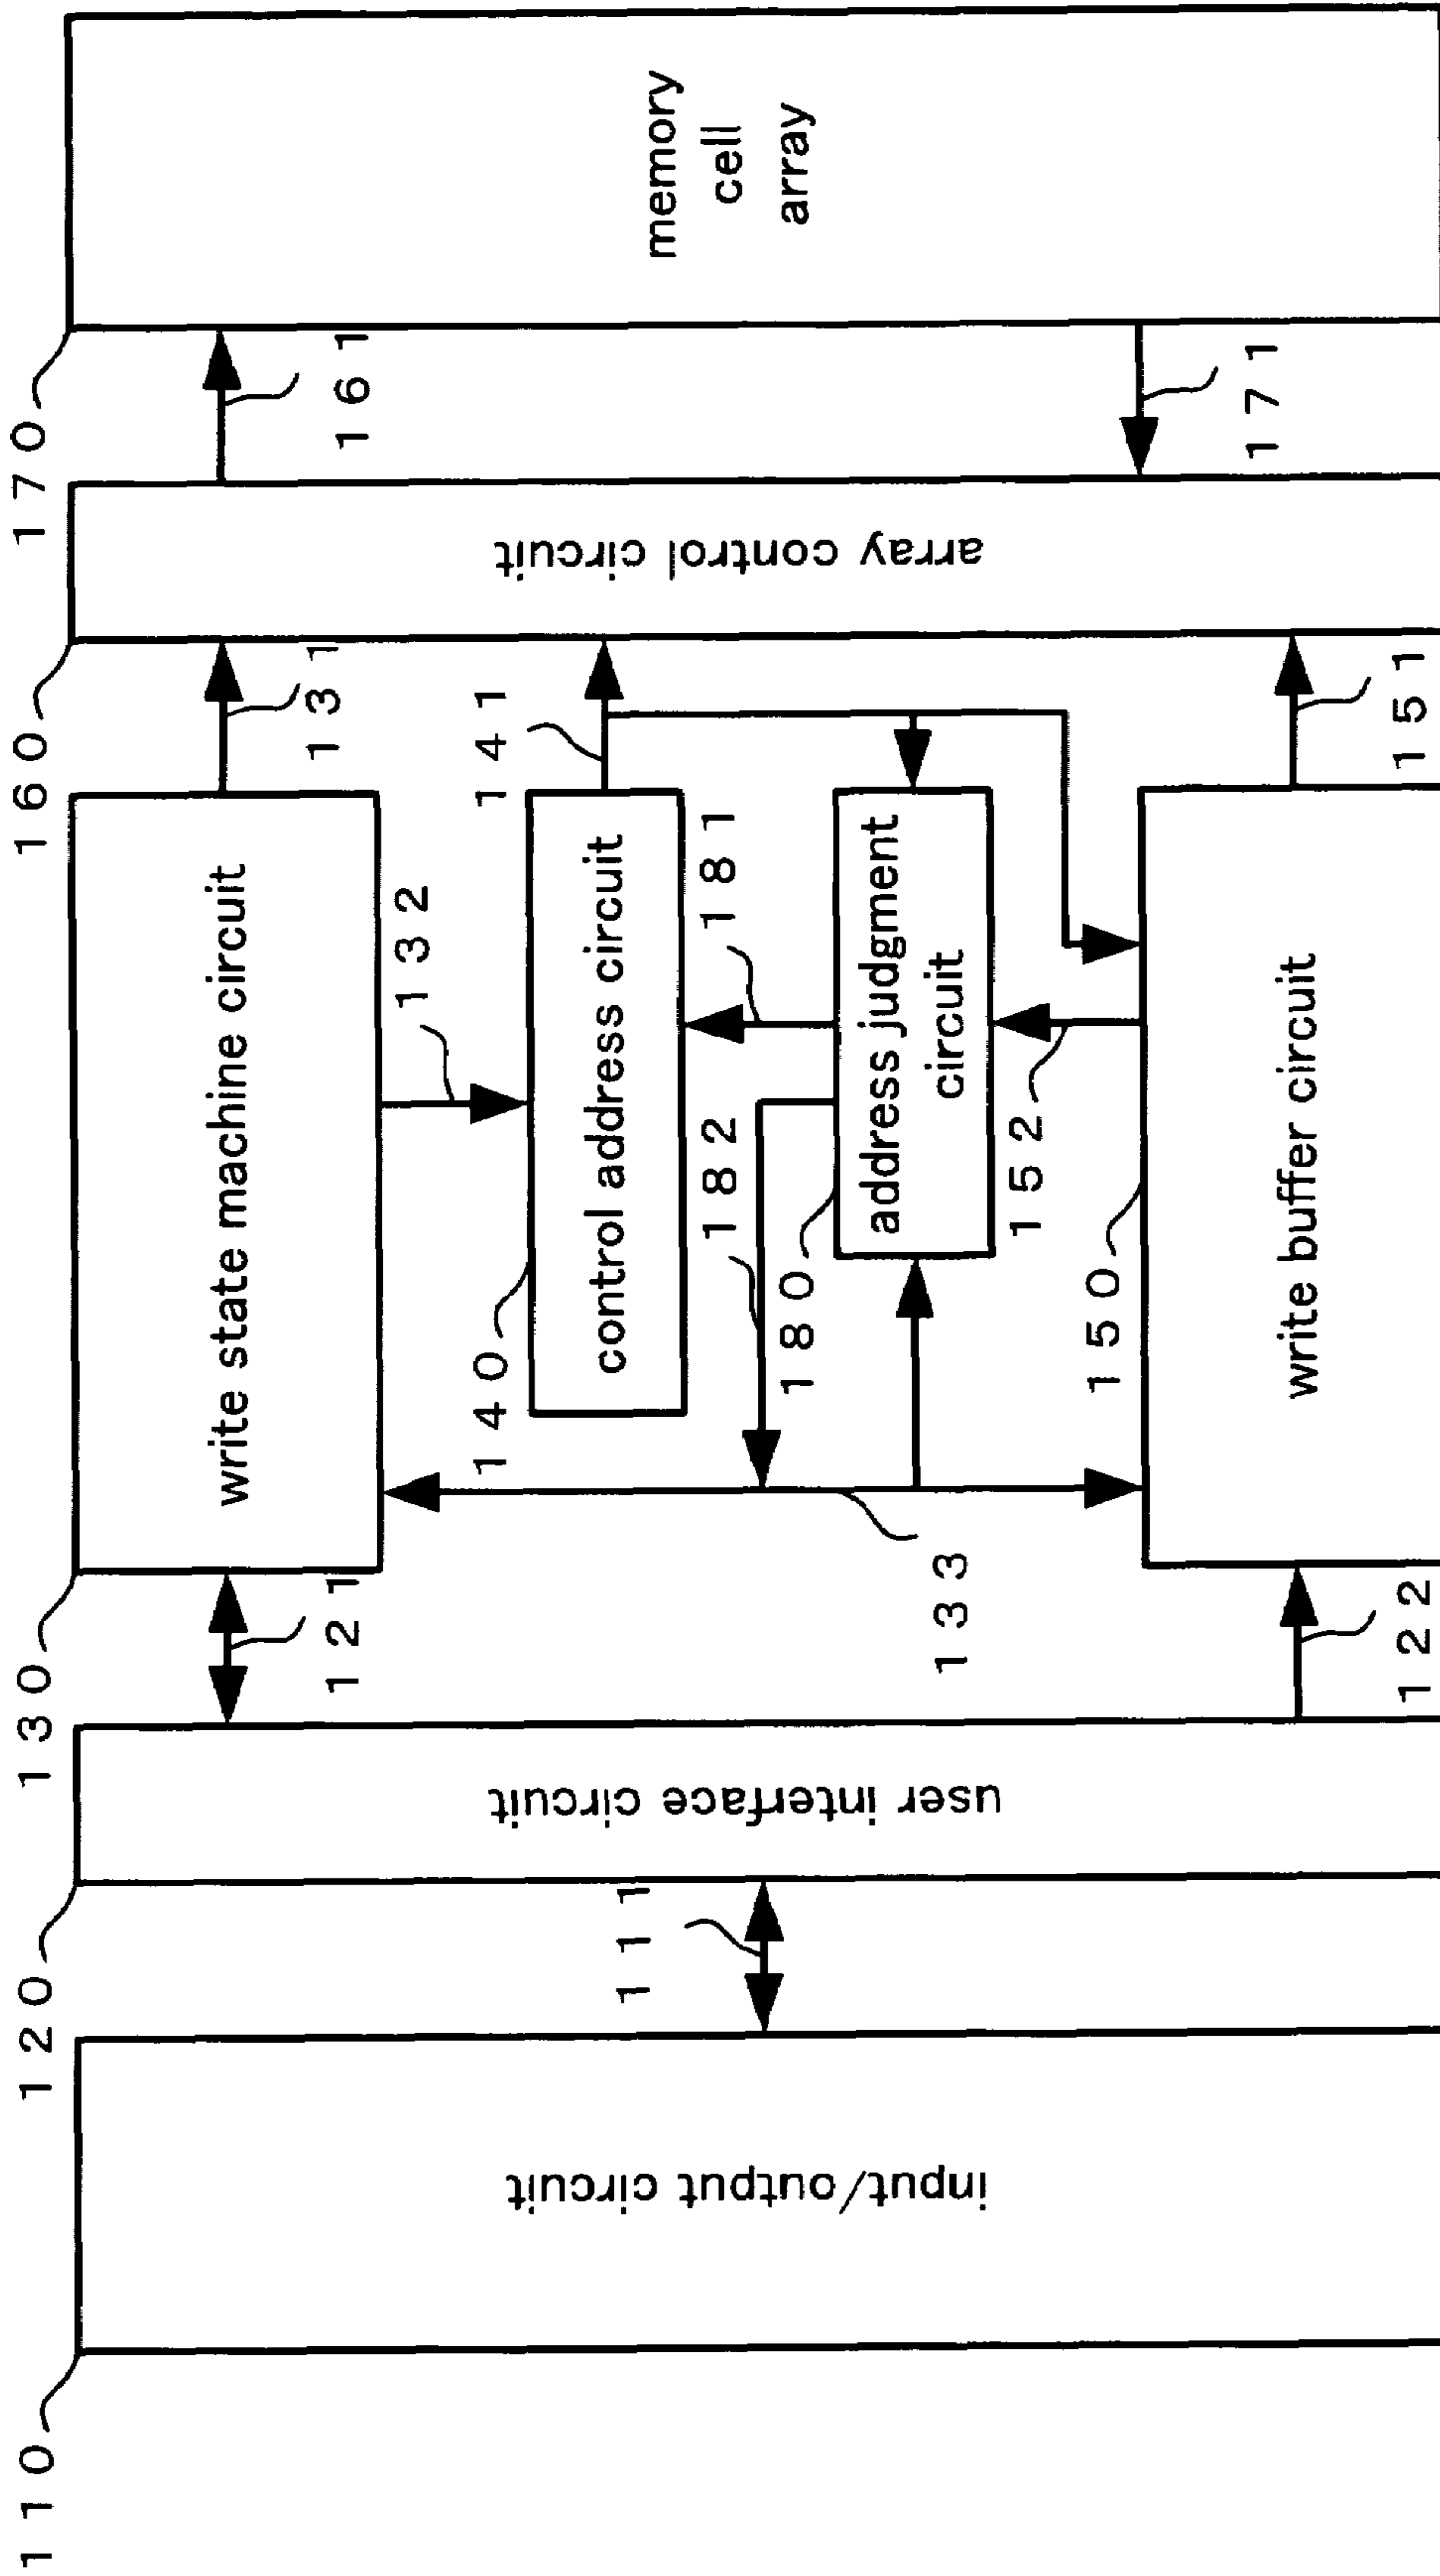 110
input/output circuit
111
120
user interface circuit
121
122
130
write state machine circuit
131
132
133
140
control address circuit
141
181
182
180
address judgment
circuit
152
150
write buffer circuit
151
160
array control circuit
161
171
170
memory
cell
array